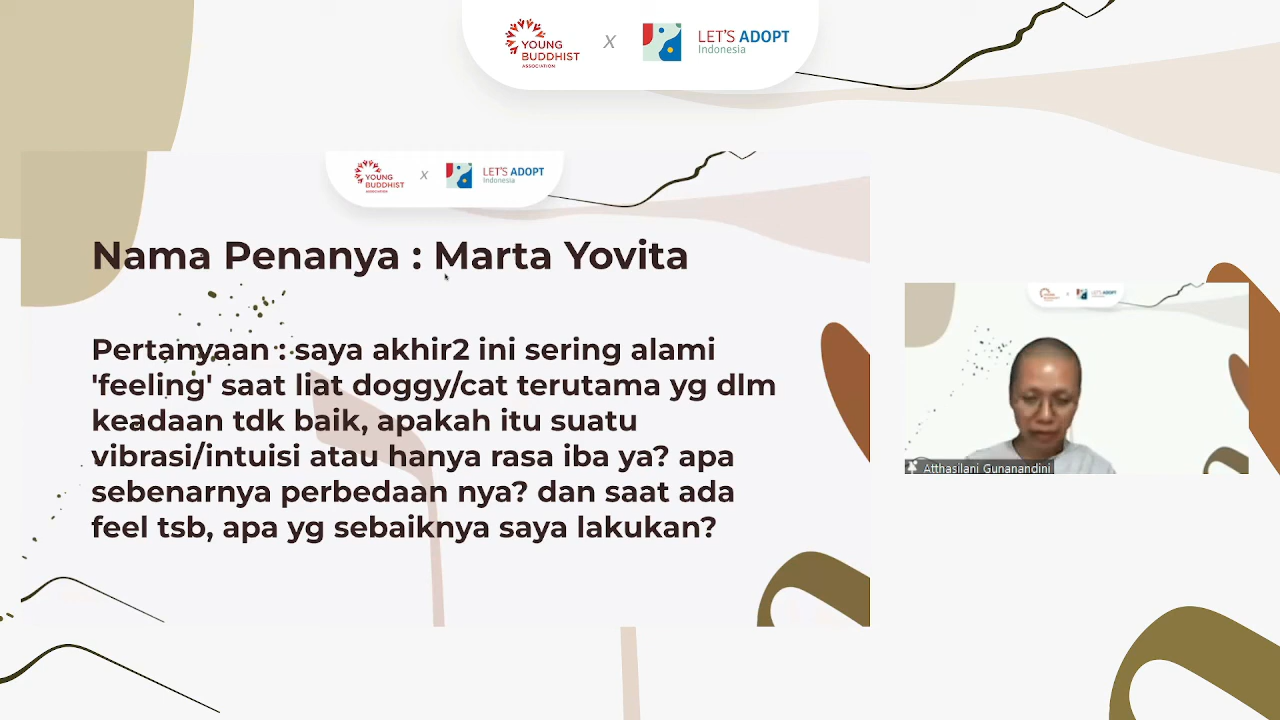 YOUNG
BUDDHIST
ASSOCIATION
X
LET'S ADOPT
Indonesia
YOUNG
BUDDHIST
ASSOCIATION
X
LET'S ADOPT
Indonesia
Nama Penanya : Marta Yovita
Pertanyaan : saya akhir2 ini sering alami
'feeling' saat liat doggy/cat terutama yg dlm
keadaan tdk baik, apakah itu suatu
vibrasi/intuisi atau hanya rasa iba ya? apa
sebenarnya perbedaan nya? dan saat ada
feel tsb, apa yg sebaiknya saya lakukan?
Atthasilani Gunanandini